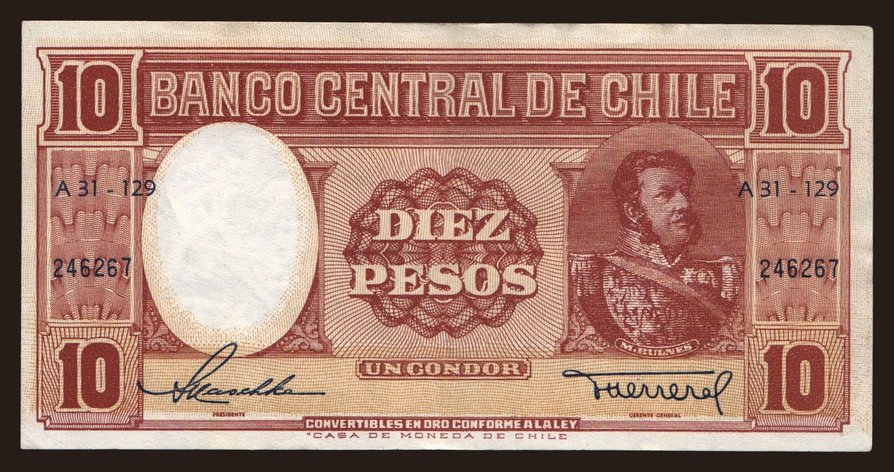 10 BANCO CENTRAL DE CHILE 10
A 31 - 129 A 31 - 129
DIEZ
PESOS
246267 246267
M. BULNES
10 UN CONDOR 10
PRESIDENTE GERENTE GENERAL
CONVERTIBLES EN ORO CONFORME A LA LEY
CASA DE MONEDA DE CHILE